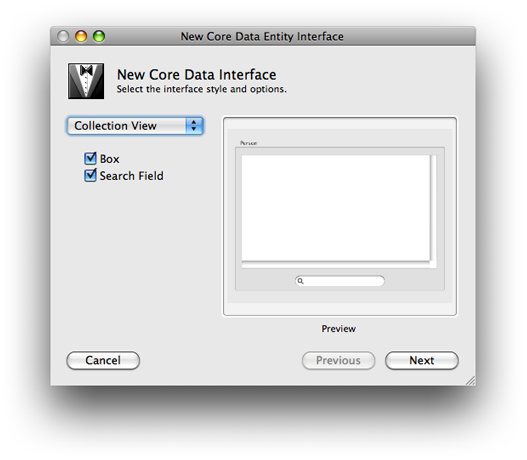 New Core Data Entity Interface
New Core Data Interface
Select the interface style and options.
Collection View
Box
Search Field
Person
Preview
Cancel
Previous
Next